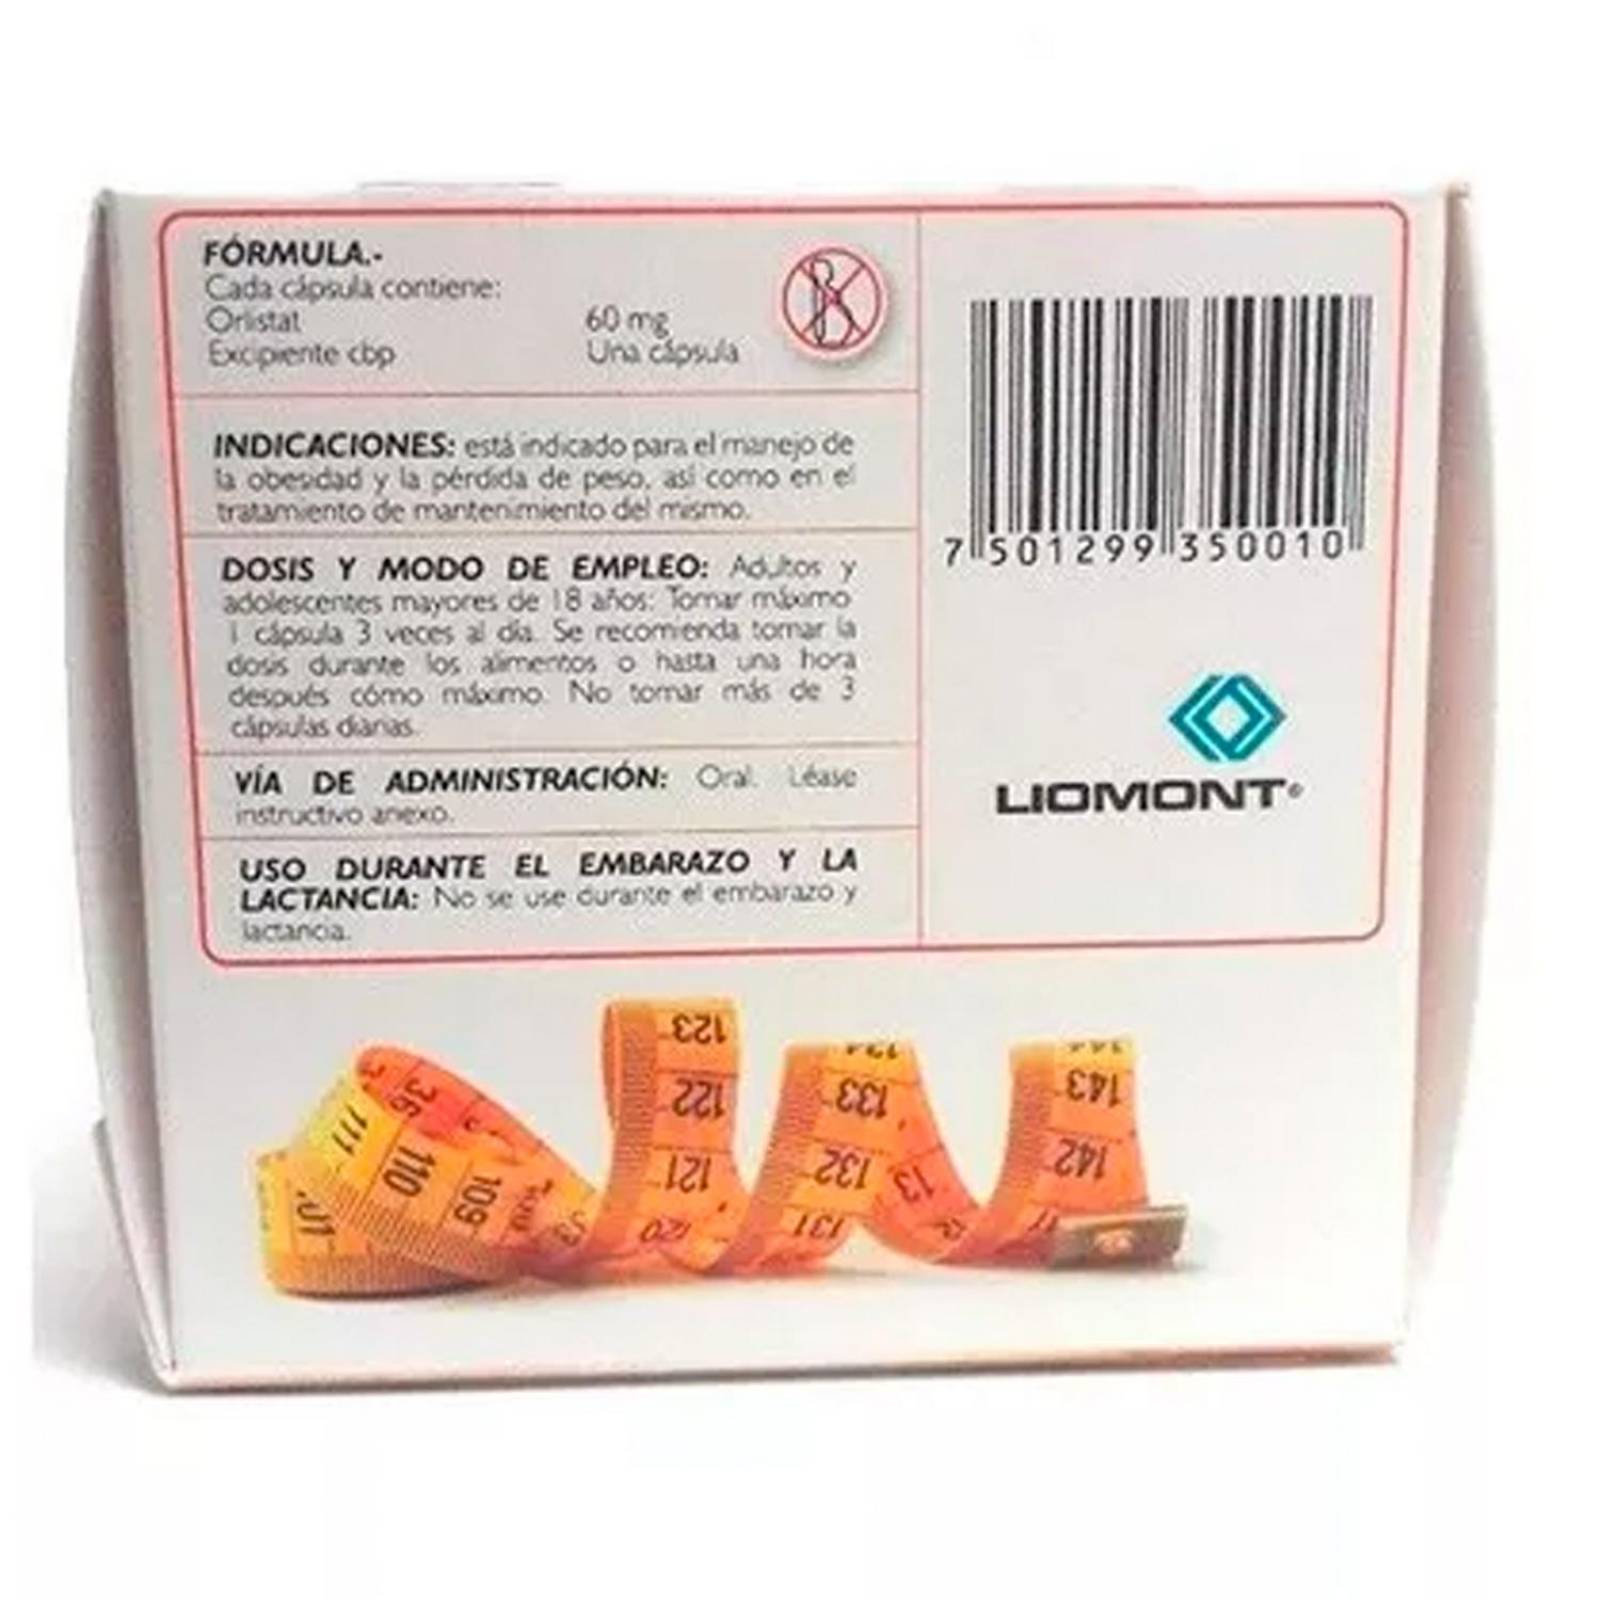 FÓRMULA.-
Cada cápsula contiene:
Orlistat 60 mg
Excipiente cbp Una cápsula
INDICACIONES: está indicado para el manejo de
la obesidad y la pérdida de peso, así como en el
tratamiento de mantenimiento del mismo.
DOSIS Y MODO DE EMPLEO: Adultos y
adolescentes mayores de 18 años: Tomar máximo
1 cápsula 3 veces al día. Se recomienda tomar la
dosis durante los alimentos o hasta una hora
después cómo máximo. No tomar más de 3
cápsulas diarias.
VÍA DE ADMINISTRACIÓN: Oral. Léase
instructivo anexo.
USO DURANTE EL EMBARAZO Y LA
LACTANCIA: No se use durante el embarazo y
lactancia.
7 501299 350010
LIOMONT®
123
122
121
120
133
132
131
13
143
142
36
111
110
109
101